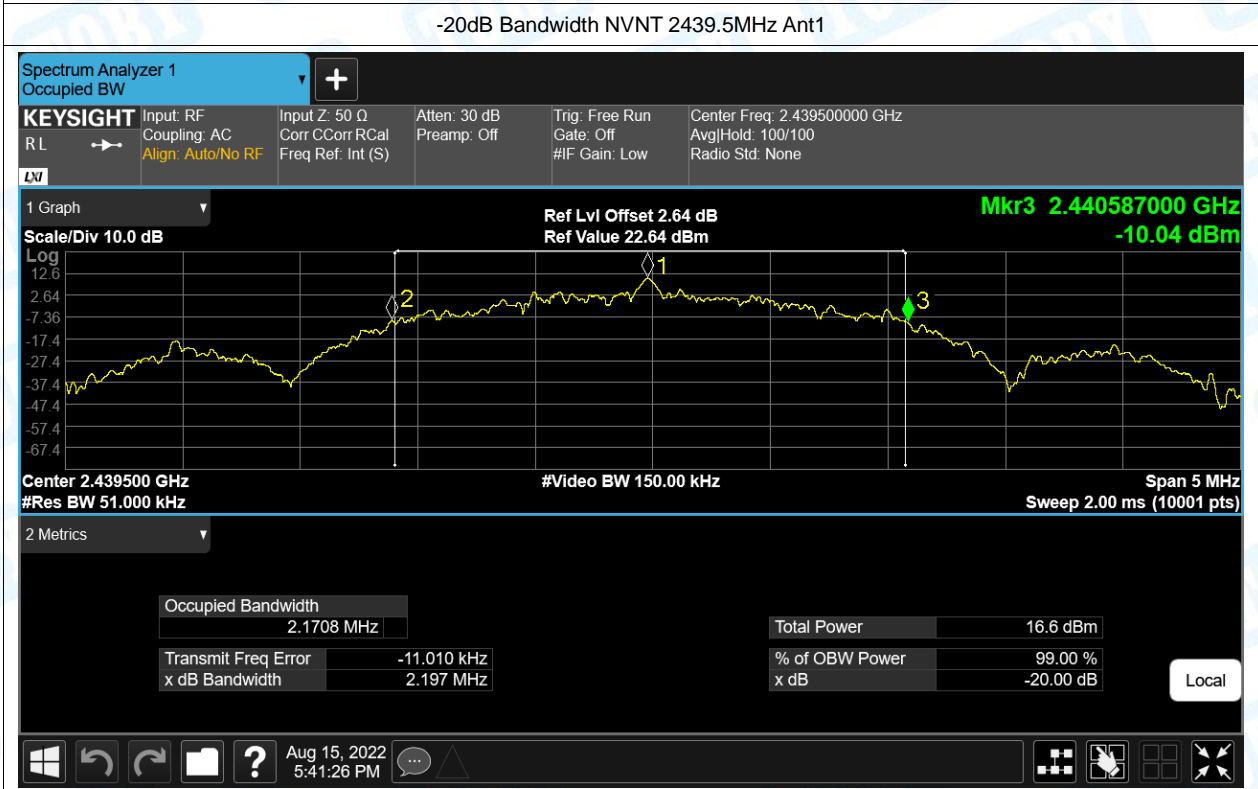 -20dB Bandwidth NVNT 2439.5MHz Ant1
Spectrum Analyzer 1
Occupied BW
KEYSIGHT
RL
LXI
Input: RF
Coupling: AC
Align: Auto/No RF
Input Z: 50 Ω
Corr CCorr RCal
Freq Ref: Int (S)
Atten: 30 dB
Preamp: Off
Trig: Free Run
Gate: Off
#IF Gain: Low
Center Freq: 2.439500000 GHz
Avg|Hold: 100/100
Radio Std: None
1 Graph
Scale/Div 10.0 dB
Ref Lvl Offset 2.64 dB
Ref Value 22.64 dBm
Mkr3 2.440587000 GHz
-10.04 dBm
Log
12.6
2.64
-7.36
-17.4
-27.4
-37.4
-47.4
-57.4
-67.4
1
2
3
Center 2.439500 GHz
#Res BW 51.000 kHz
#Video BW 150.00 kHz
Span 5 MHz
Sweep 2.00 ms (10001 pts)
2 Metrics
Occupied Bandwidth
2.1708 MHz
Transmit Freq Error -11.010 kHz
x dB Bandwidth 2.197 MHz
Total Power 16.6 dBm
% of OBW Power 99.00 %
x dB -20.00 dB
Local
?
Aug 15, 2022
5:41:26 PM